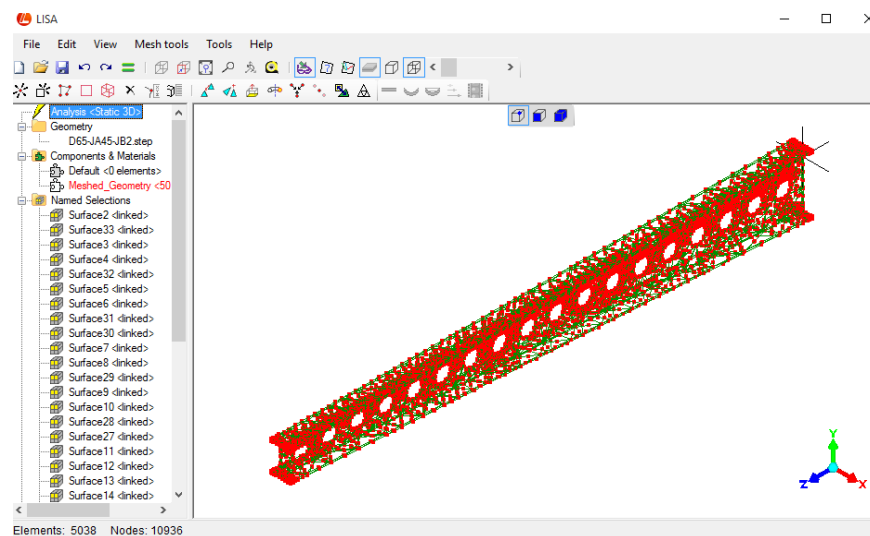 LISA
File Edit View Mesh tools Tools Help
Analysis <Static 3D>
Geometry
D65-JA45-JB2.step
Components & Materials
Default <0 elements>
Meshed_Geometry <50
Named Selections
Surface2 <linked>
Surface33 <linked>
Surface3 <linked>
Surface4 <linked>
Surface32 <linked>
Surface5 <linked>
Surface6 <linked>
Surface31 <linked>
Surface30 <linked>
Surface7 <linked>
Surface8 <linked>
Surface29 <linked>
Surface9 <linked>
Surface10 <linked>
Surface28 <linked>
Surface27 <linked>
Surface11 <linked>
Surface12 <linked>
Surface13 <linked>
Surface14 <linked>
Y
Z
X
Elements: 5038 Nodes: 10936